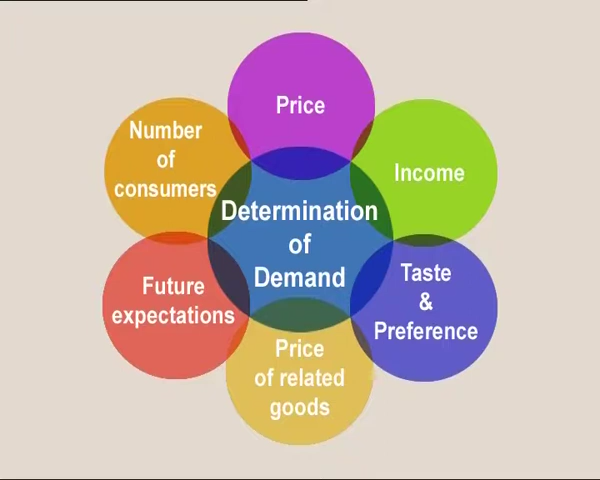 Price
Number
of
consumers
Income
Determination
of
Demand
Future
expectations
Taste
&
Preference
Price
of related
goods